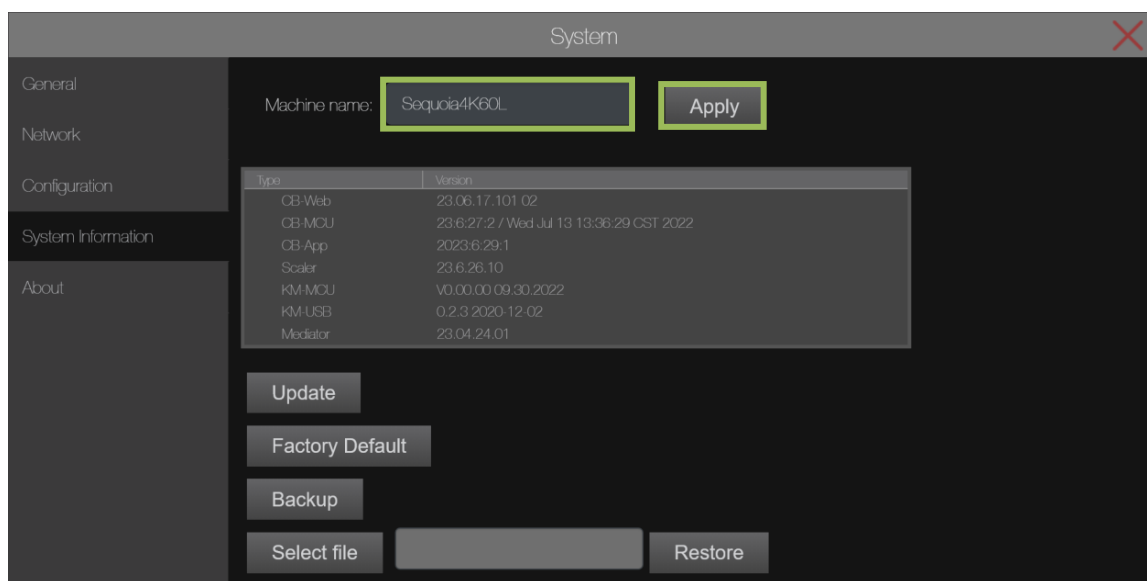 System
General
Network
Configuration
System Information
About
Machine name: Sequoia4K60L Apply
Type Version
CB-Web 23.06.17.101 02
CB-MCU 23:6:27:2 / Wed Jul 13 13:36:29 CST 2022
CB-App 2023:6:29:1
Scaler 23.6.26.10
KM-MCU V0.00.00 09.30.2022
KM-USB 0.2.3 2020-12-02
Mediator 23.04.24.01
Update
Factory Default
Backup
Select file Restore